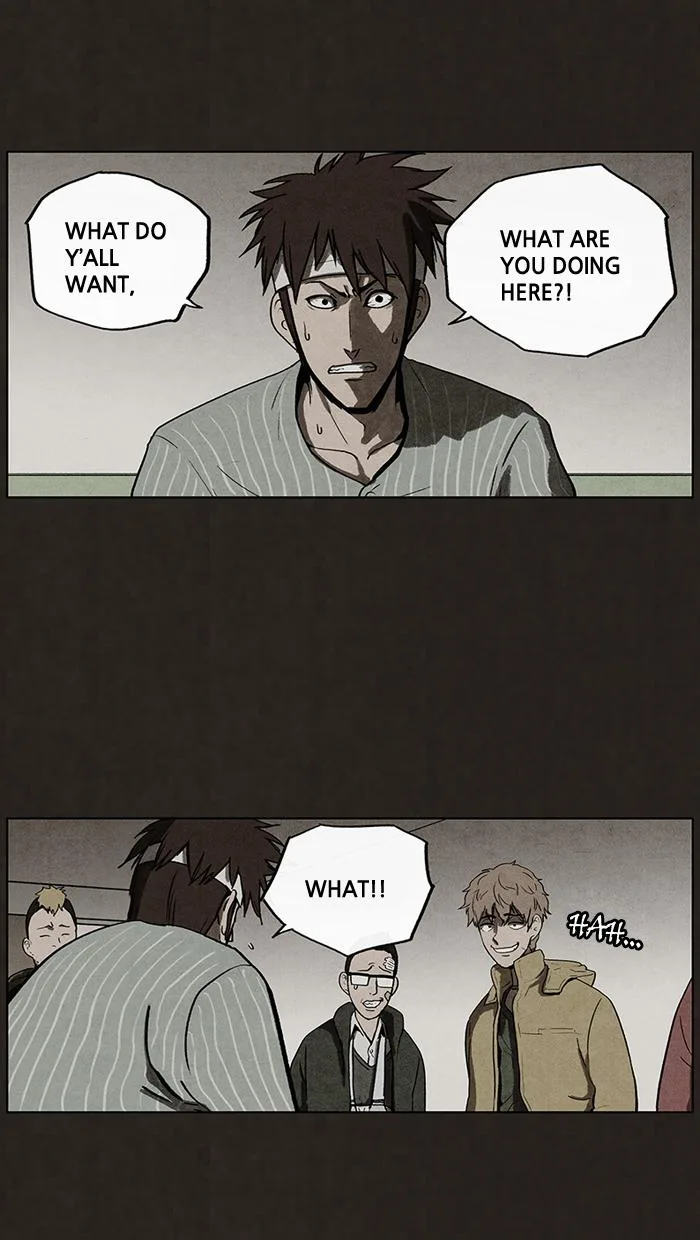 WHAT DO
Y'ALL
WANT,
WHAT ARE
YOU DOING
HERE?!
WHAT!!
HAH...